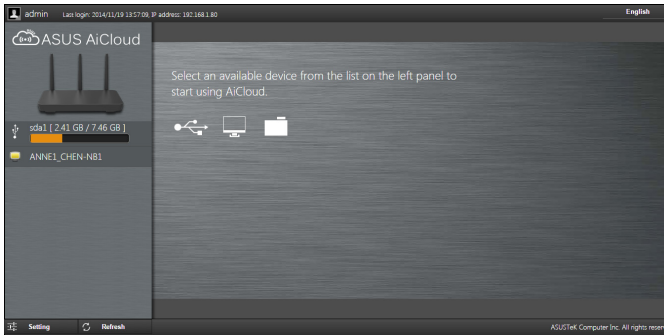 admin Last login: 2014/11/19 13:57:09, IP address: 192.168.1.80 English
ASUS AiCloud
Select an available device from the list on the left panel to
start using AiCloud.
sda1 [ 2.41 GB / 7.46 GB ]
ANNE1_CHEN-NB1
Setting Refresh ASUSTeK Computer Inc. All rights reser